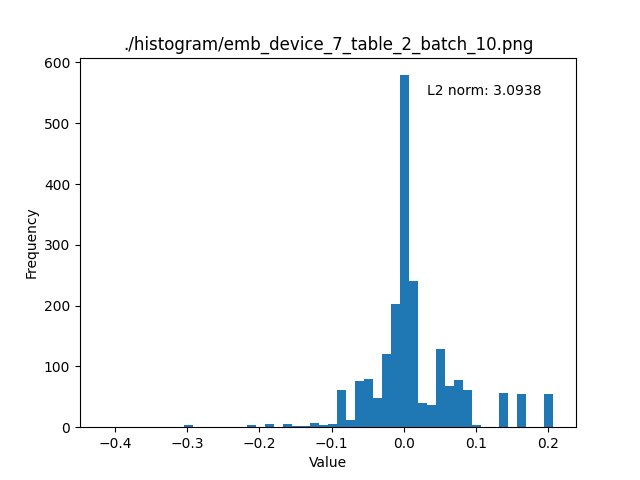 ./histogram/emb_device_7_table_2_batch_10.png
L2 norm: 3.0938
600
500
400
300
200
100
0
Frequency
−0.4 −0.3 −0.2 −0.1 0.0 0.1 0.2
Value